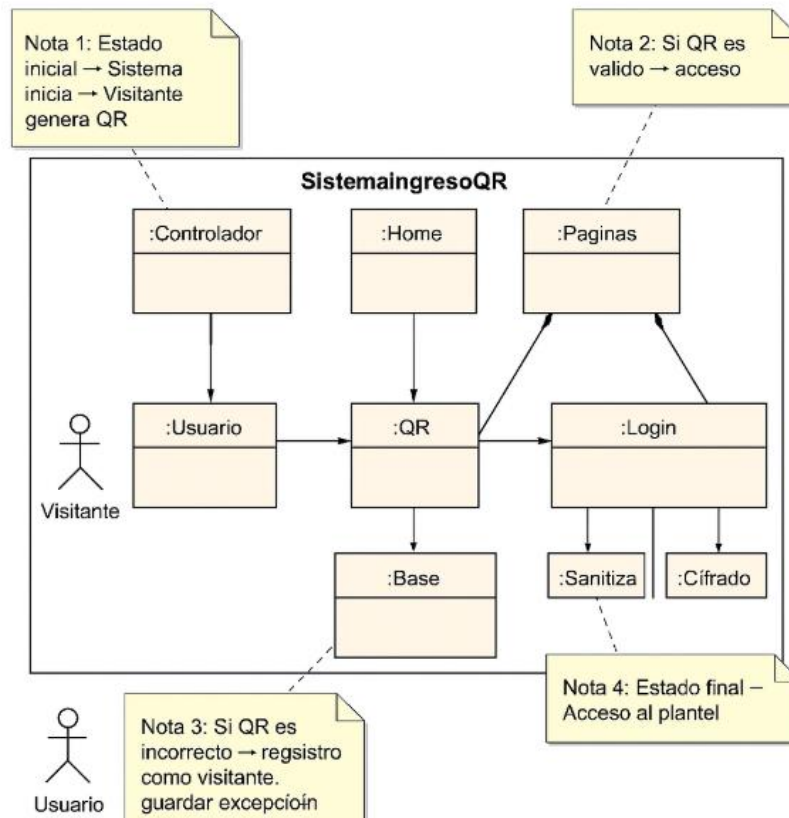 Nota 1: Estado
inicial → Sistema
inicia → Visitante
genera QR
Nota 2: Si QR es
valido → acceso
SistemaingresoQR
:Controlador
:Home
:Paginas
:Usuario
:QR
:Login
Visitante
:Base
:Sanitiza
:Cífrado
Nota 4: Estado final –
Acceso al plantel
Nota 3: Si QR es
incorrecto → regsistro
como visitante.
guardar excepcíoín
Usuario